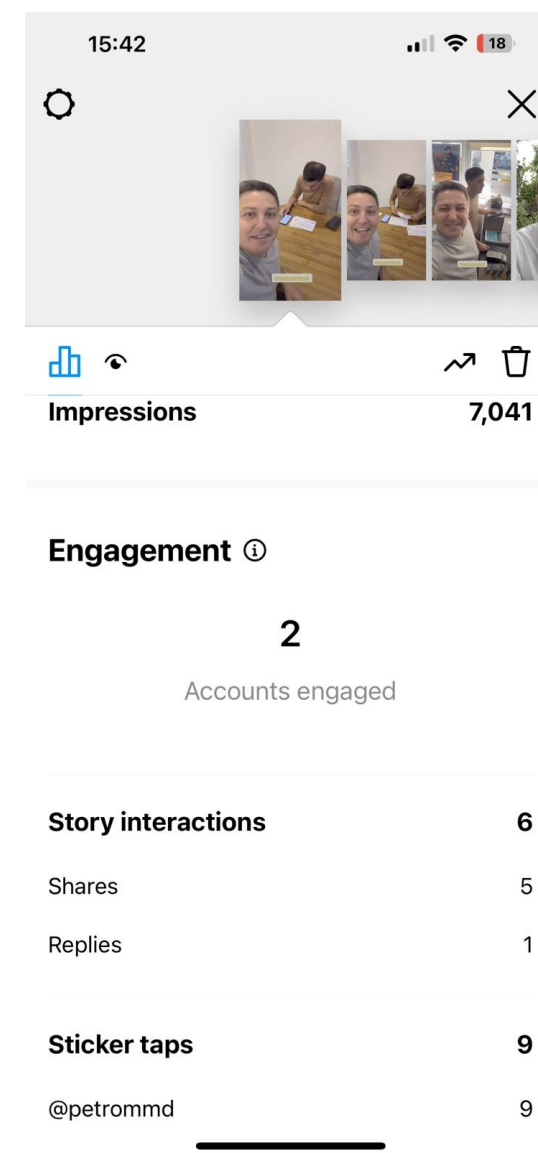 15:42
18
Impressions 7,041
Engagement
2
Accounts engaged
Story interactions 6
Shares 5
Replies 1
Sticker taps 9
@petrommd 9